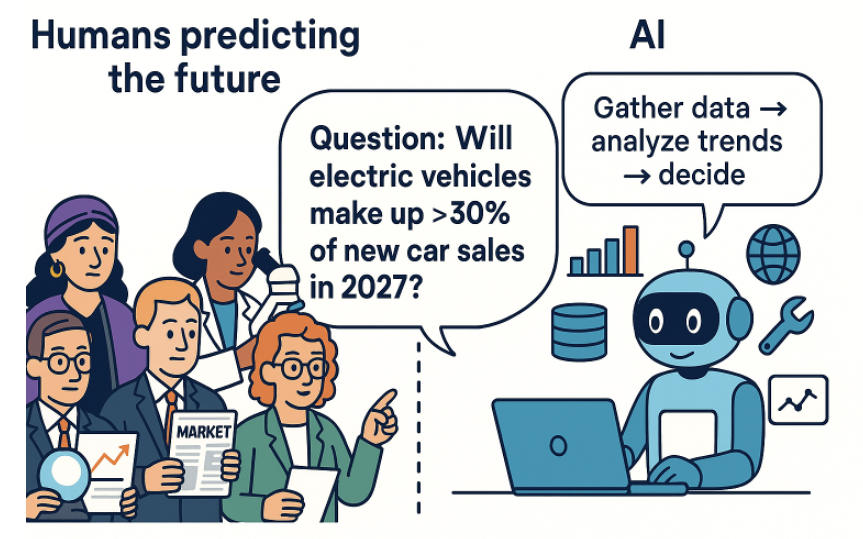 Humans predicting
the future
AI
Question: Will
electric vehicles
make up >30%
of new car sales
in 2027?
Gather data →
analyze trends
→ decide
MARKET